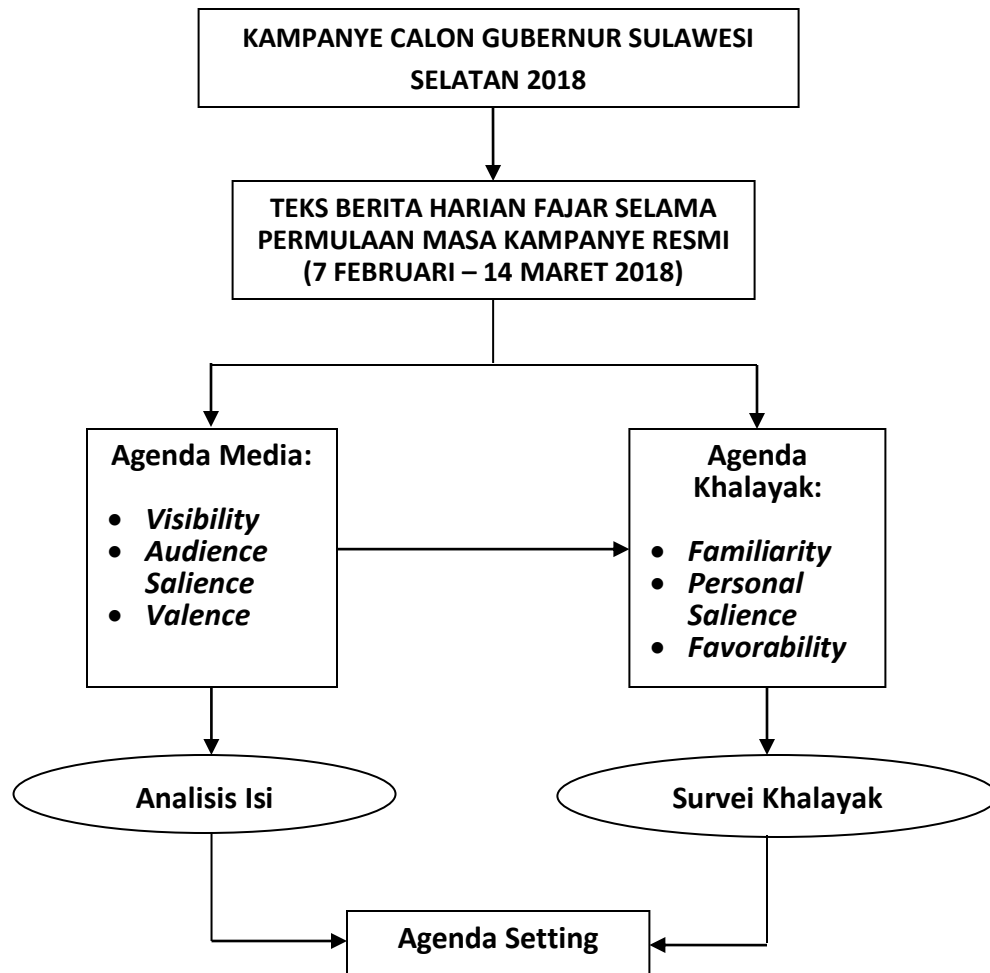 KAMPANYE CALON GUBERNUR SULAWESI
SELATAN 2018
TEKS BERITA HARIAN FAJAR SELAMA
PERMULAAN MASA KAMPANYE RESMI
(7 FEBRUARI – 14 MARET 2018)
Agenda Media:
• Visibility
• Audience
Salience
• Valence
Agenda
Khalayak:
• Familiarity
• Personal
Salience
• Favorability
Analisis Isi
Survei Khalayak
Agenda Setting